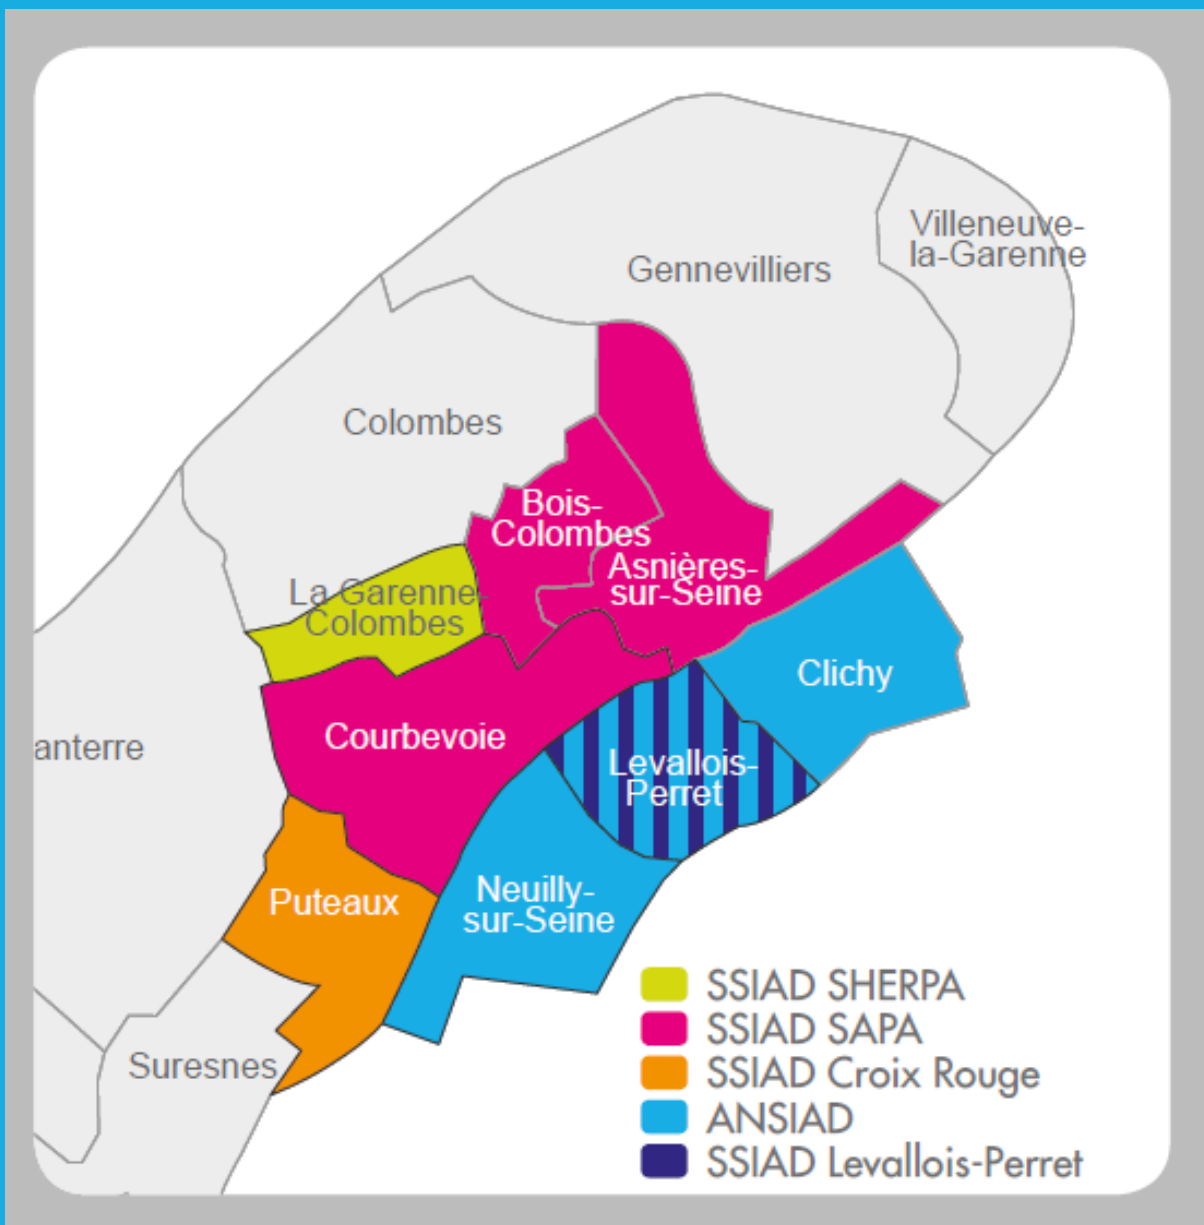 Villeneuve-
la-Garenne
Gennevilliers
Colombes
Bois-
Colombes
Asnières-
sur-Seine
La Garenne-
Colombes
Clichy
Courbevoie
anterre
Levallois-
Perret
Puteaux
Neuilly-
sur-Seine
Suresnes
SSIAD SHERPA
SSIAD SAPA
SSIAD Croix Rouge
ANSIAD
SSIAD Levallois-Perret